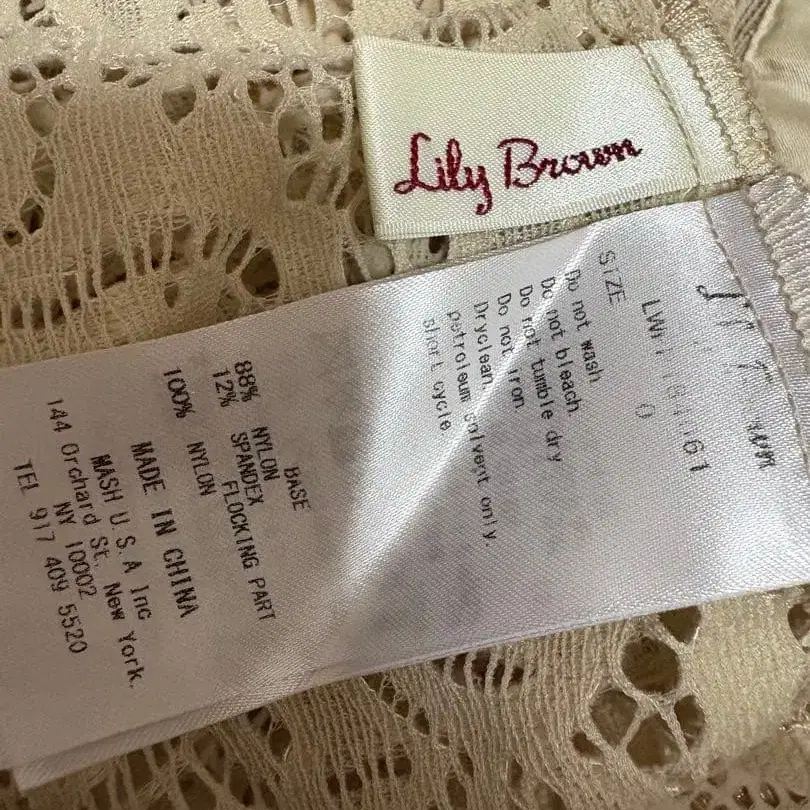 Lily Brown
SIZE 0
Do not wash
Do not bleach.
Do not tumble dry
Do not iron.
Dryclean.
petroleum solvent only.
short cycle
BASE
88% NYLON
12% SPANDEX
FLOCKING PART
100% NYLON
MADE IN CHINA
MASH U.S.A Inc
144 Orchard St. New York.
NY 10002
TEL 917 409 5520